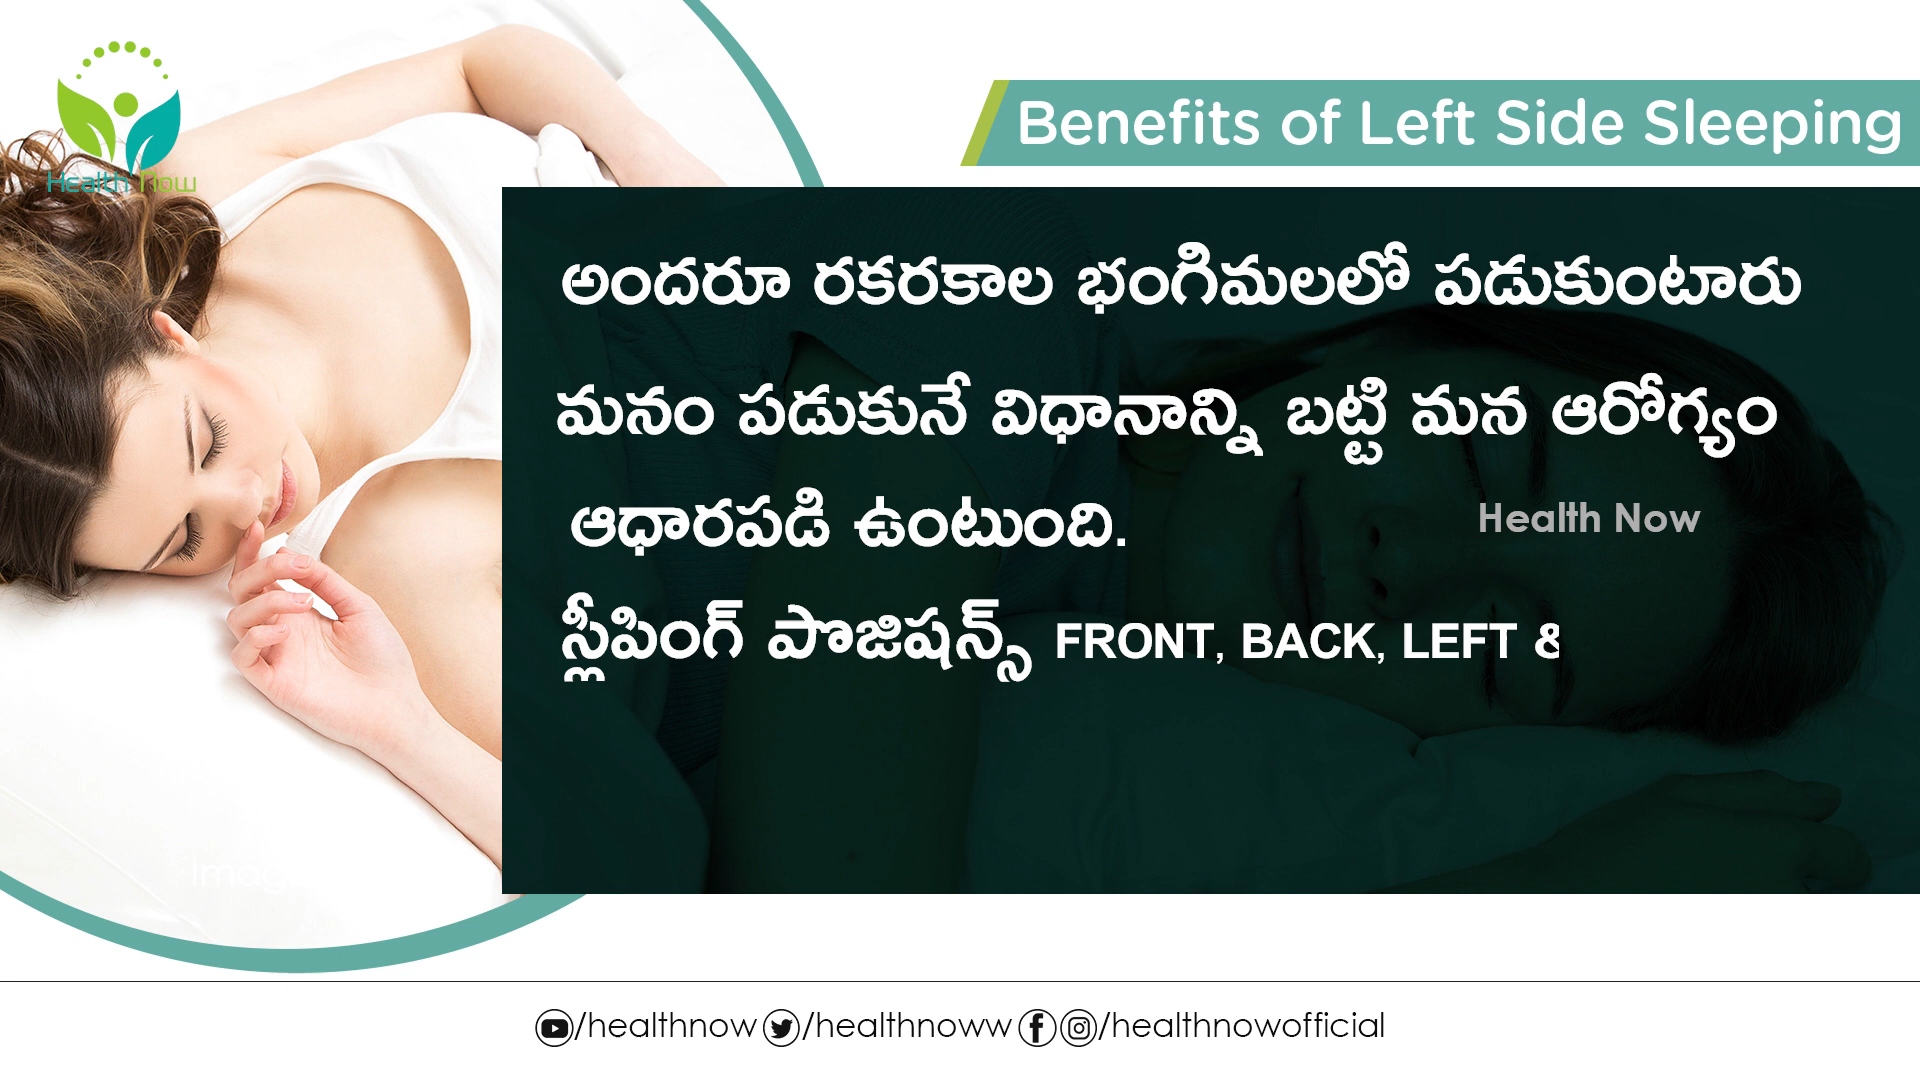 Health Now
Benefits of Left Side Sleeping
అందరూ రకరకాల భంగిమలలో పడుకుంటారు
మనం పడుకునే విధానాన్ని బట్టి మన ఆరోగ్యం
ఆధారపడి ఉంటుంది.
Health Now
స్లీపింగ్ పొజిషన్స్ FRONT, BACK, LEFT &
/healthnow /healthnoww /healthnowofficial